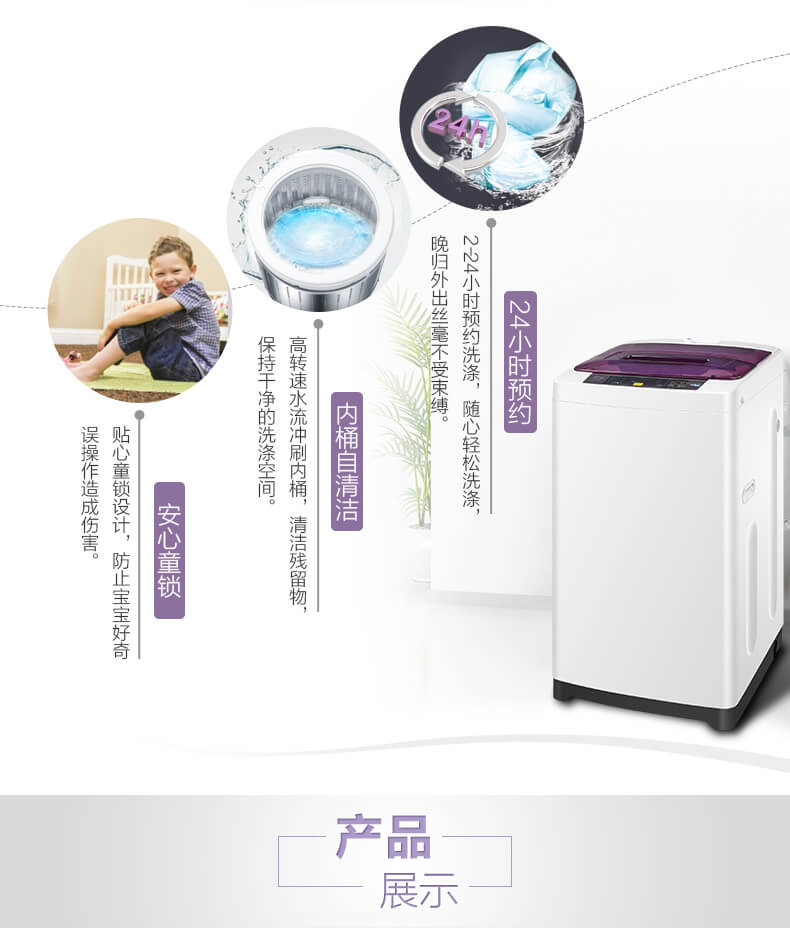 24h
24小时预约
2-24小时预约洗涤，随心轻松洗涤，
晚归外出丝毫不受束缚。
内桶自清洁
高转速水流冲刷内桶，清洁残留物，
保持干净的洗涤空间。
安心童锁
贴心童锁设计，防止宝宝好奇
误操作造成伤害。
产品
展示